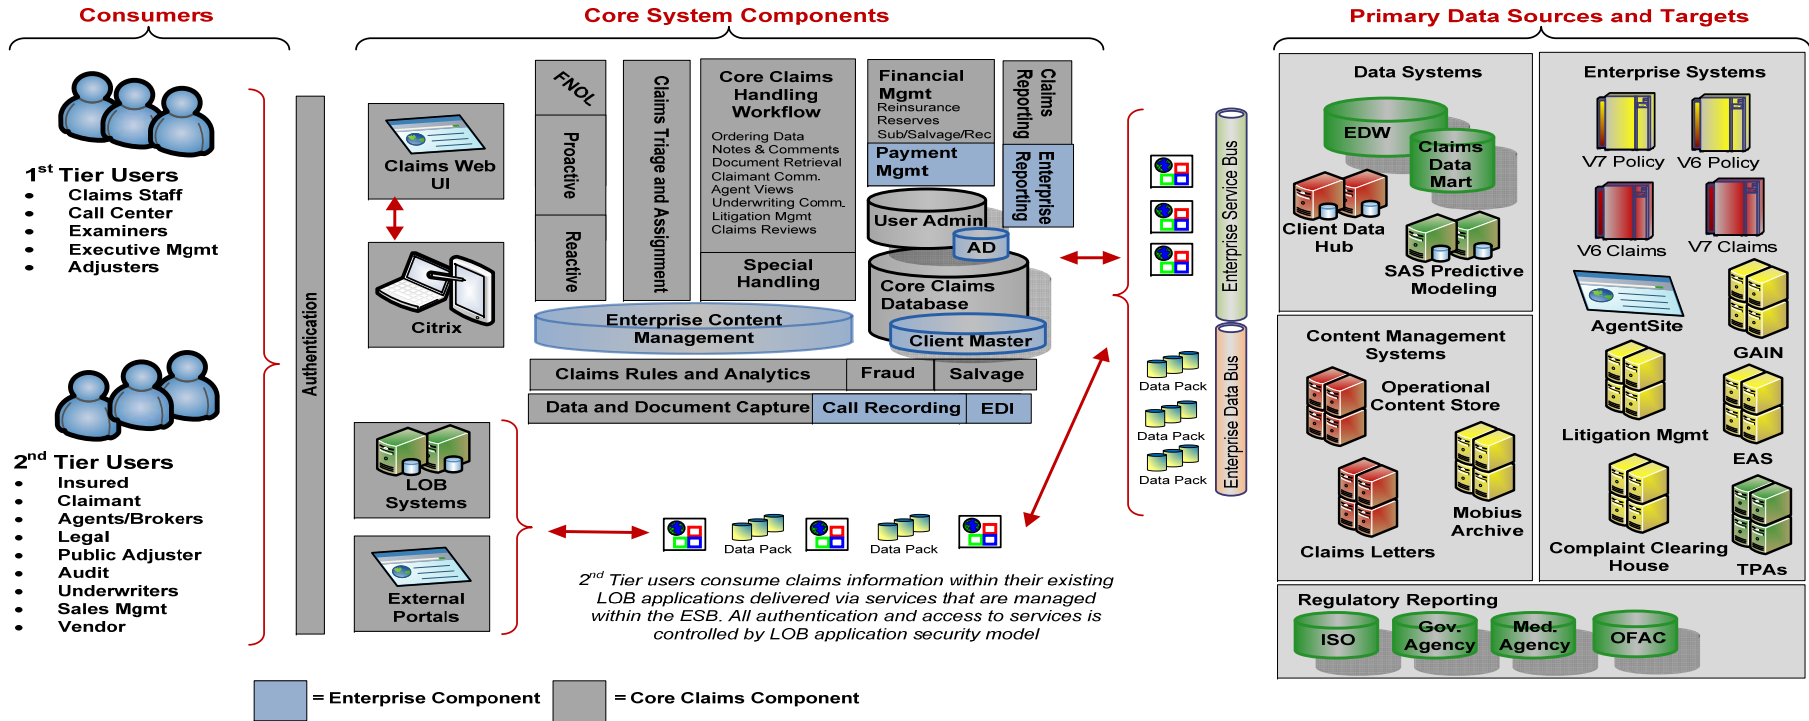 Consumers
Core System Components
Primary Data Sources and Targets
1st Tier Users
• Claims Staff
• Call Center
• Examiners
• Executive Mgmt
• Adjusters
2nd Tier Users
• Insured
• Claimant
• Agents/Brokers
• Legal
• Public Adjuster
• Audit
• Underwriters
• Sales Mgmt
• Vendor
Authentication
Claims Web
UI
Citrix
LOB
Systems
External
Portals
FNOL
Proactive
Reactive
Claims Triage and Assignment
Core Claims
Handling
Workflow
Ordering Data
Notes & Comments
Document Retrieval
Claimant Comm.
Agent Views
Underwriting Comm.
Litigation Mgmt
Claims Reviews
Special
Handling
Financial
Mgmt
Reinsurance
Reserves
Sub/Salvage/Rec
Payment
Mgmt
Claims
Reporting
Enterprise
Reporting
User Admin
AD
Core Claims
Database
Client Master
Enterprise Content
Management
Claims Rules and Analytics
Fraud
Salvage
Data and Document Capture
Call Recording
EDI
Data Pack
Data Pack
2nd Tier users consume claims information within their existing
LOB applications delivered via services that are managed
within the ESB. All authentication and access to services is
controlled by LOB application security model
Enterprise Service Bus
Data Pack
Data Pack
Data Pack
Enterprise Data Bus
Data Systems
EDW
Claims
Data
Mart
Client Data
Hub
SAS Predictive
Modeling
Content Management
Systems
Operational
Content Store
Mobius
Archive
Claims Letters
Enterprise Systems
V7 Policy
V6 Policy
V6 Claims
V7 Claims
AgentSite
GAIN
Litigation Mgmt
EAS
Complaint Clearing
House
TPAs
Regulatory Reporting
ISO
Gov.
Agency
Med.
Agency
OFAC
= Enterprise Component
= Core Claims Component